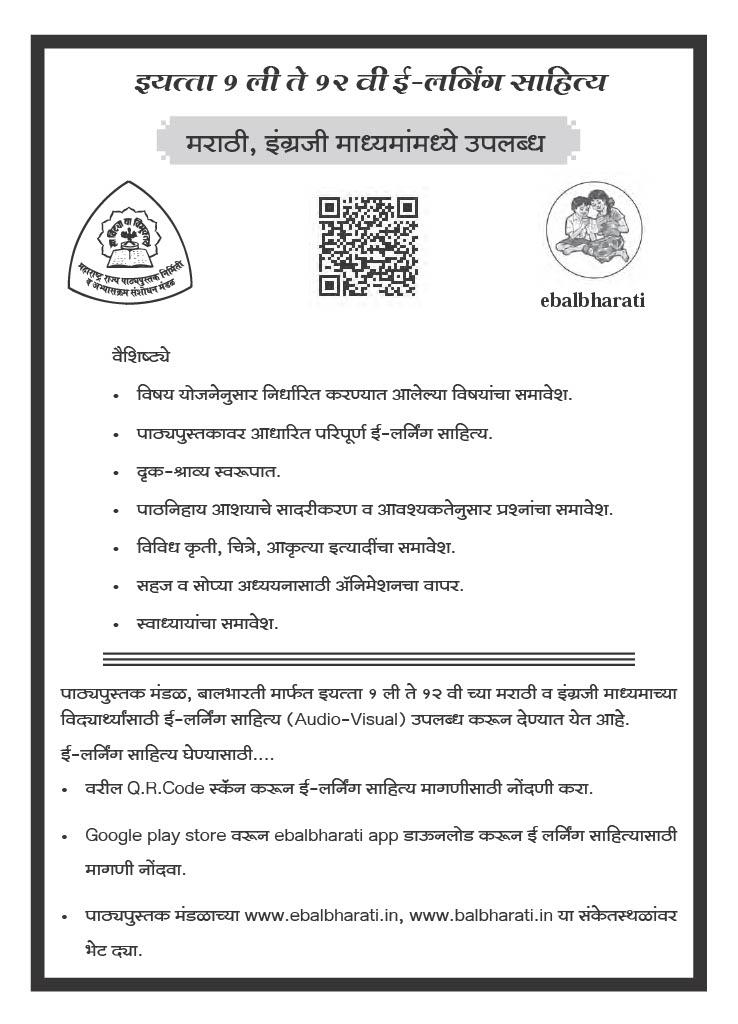 इयत्ता १ ली ते १२ वी ई-लर्निंग साहित्य
मराठी, इंग्रजी माध्यमांमध्ये उपलब्ध
सा विद्या या विमुक्तये
महाराष्ट्र राज्य पाठ्यपुस्तक निर्मिती
व अभ्यासक्रम संशोधन मंडळ
ebalbharati
वैशिष्ट्ये
• विषय योजनेनुसार निर्धारित करण्यात आलेल्या विषयांचा समावेश.
• पाठ्यपुस्तकावर आधारित परिपूर्ण ई-लर्निंग साहित्य.
• दृक-श्राव्य स्वरूपात.
• पाठनिहाय आशयाचे सादरीकरण व आवश्यकतेनुसार प्रश्नांचा समावेश.
• विविध कृती, चित्रे, आकृत्या इत्यादींचा समावेश.
• सहज व सोप्या अध्ययनासाठी ॲनिमेशनचा वापर.
• स्वाध्यायांचा समावेश.
पाठ्यपुस्तक मंडळ, बालभारती मार्फत इयत्ता १ ली ते १२ वी च्या मराठी व इंग्रजी माध्यमाच्या
विद्यार्थ्यांसाठी ई-लर्निंग साहित्य (Audio-Visual) उपलब्ध करून देण्यात येत आहे.
ई-लर्निंग साहित्य घेण्यासाठी....
• वरील Q.R.Code स्कॅन करून ई-लर्निंग साहित्य मागणीसाठी नोंदणी करा.
• Google play store वरून ebalbharati app डाऊनलोड करून ई लर्निंग साहित्यासाठी
मागणी नोंदवा.
• पाठ्यपुस्तक मंडळाच्या www.ebalbharati.in, www.balbharati.in या संकेतस्थळांवर
भेट द्या.